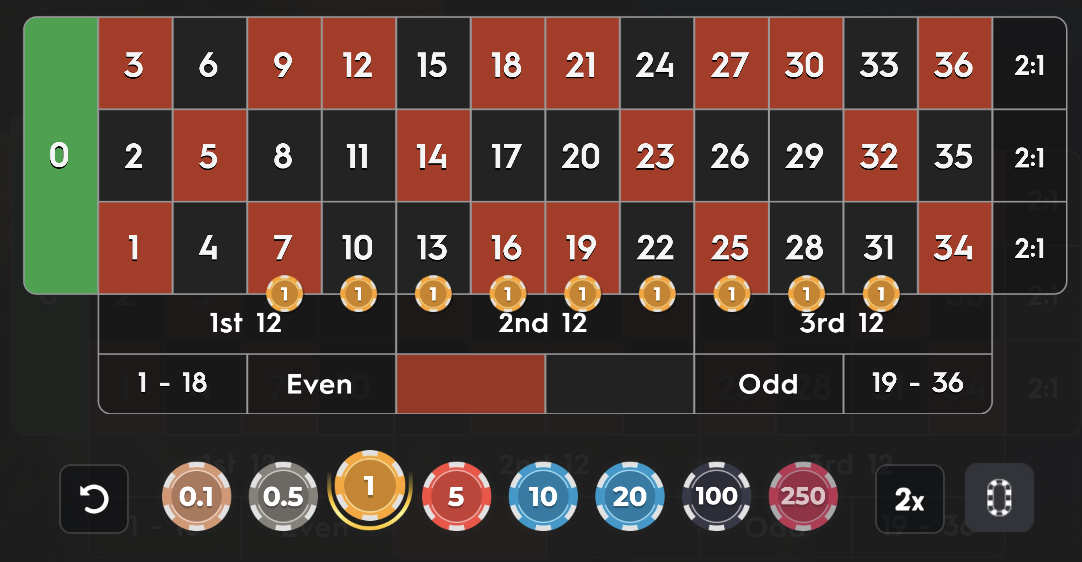 3 6 9 12 15 18 21 24 27 30 33 36 2:1
0 2 5 8 11 14 17 20 23 26 29 32 35 2:1
1 4 7 10 13 16 19 22 25 28 31 34 2:1
1 1 1 1 1 1 1 1 1
1st 12 2nd 12 3rd 12
1 - 18 Even Odd 19 - 36
0.1 0.5 1 5 10 20 100 250 2x